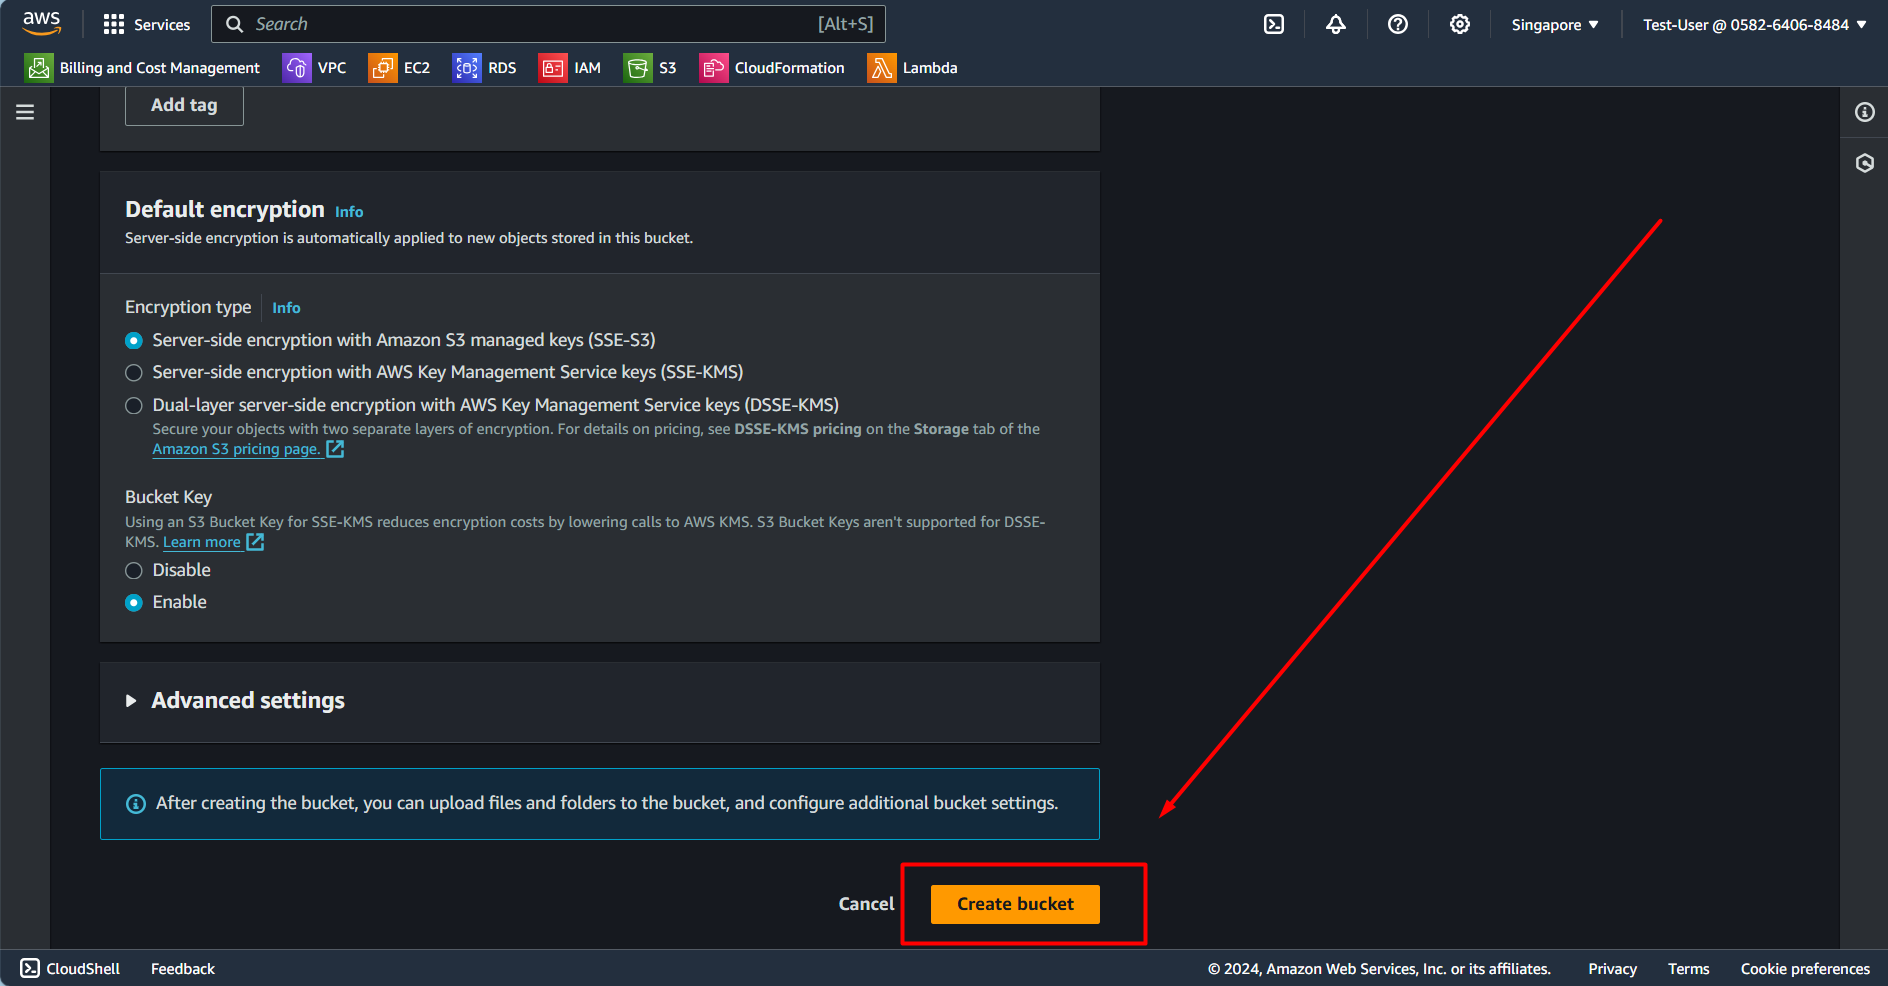 aws
Services
Search
[Alt+S]
Singapore
Test-User @ 0582-6406-8484
Billing and Cost Management
VPC
EC2
RDS
IAM
S3
CloudFormation
Lambda
Add tag
Default encryption Info
Server-side encryption is automatically applied to new objects stored in this bucket.
Encryption type Info
Server-side encryption with Amazon S3 managed keys (SSE-S3)
Server-side encryption with AWS Key Management Service keys (SSE-KMS)
Dual-layer server-side encryption with AWS Key Management Service keys (DSSE-KMS)
Secure your objects with two separate layers of encryption. For details on pricing, see DSSE-KMS pricing on the Storage tab of the
Amazon S3 pricing page.
Bucket Key
Using an S3 Bucket Key for SSE-KMS reduces encryption costs by lowering calls to AWS KMS. S3 Bucket Keys aren't supported for DSSE-
KMS. Learn more
Disable
Enable
Advanced settings
After creating the bucket, you can upload files and folders to the bucket, and configure additional bucket settings.
Cancel
Create bucket
CloudShell
Feedback
© 2024, Amazon Web Services, Inc. or its affiliates.
Privacy
Terms
Cookie preferences